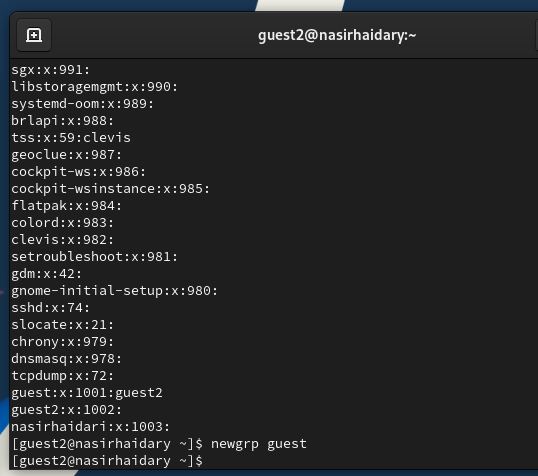 guest2@nasirhaidary:~
sgx:x:991:
libstoragemgmt:x:990:
systemd-oom:x:989:
brlapi:x:988:
tss:x:59:clevis
geoclue:x:987:
cockpit-ws:x:986:
cockpit-wsinstance:x:985:
flatpak:x:984:
colord:x:983:
clevis:x:982:
setroubleshoot:x:981:
gdm:x:42:
gnome-initial-setup:x:980:
sshd:x:74:
slocate:x:21:
chrony:x:979:
dnsmasq:x:978:
tcpdump:x:72:
guest:x:1001:guest2
guest2:x:1002:
nasirhaidari:x:1003:
[guest2@nasirhaidary ~]$ newgrp guest
[guest2@nasirhaidary ~]$